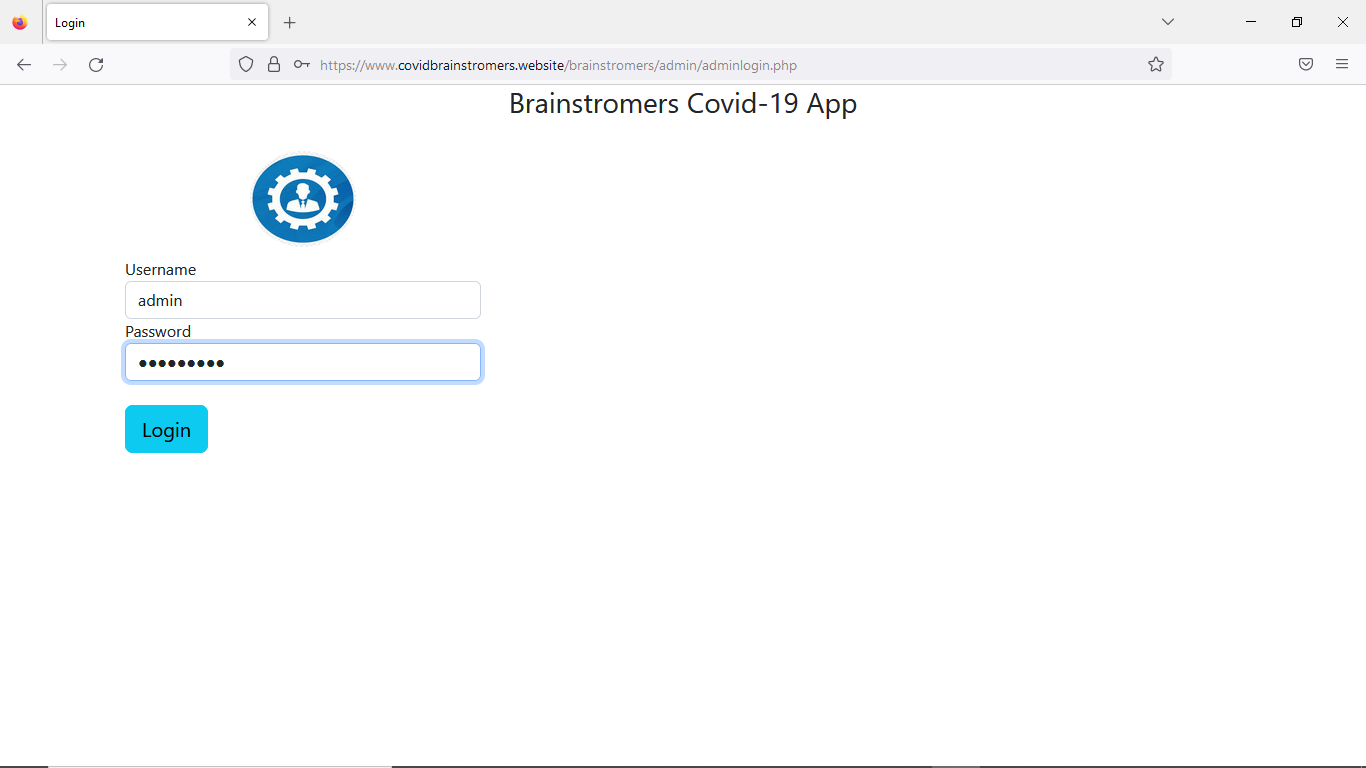 Login
https://www.covidbrainstromers.website/brainstromers/admin/adminlogin.php
Brainstromers Covid-19 App
Username
admin
Password
Login